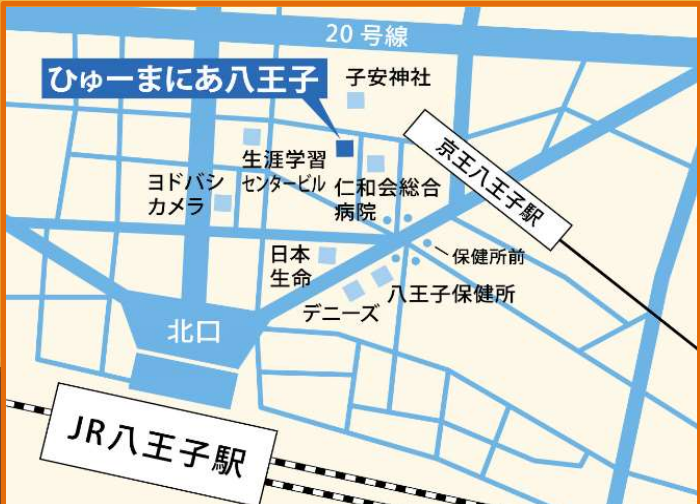 20号線
ひゅーまにあ八王子
子安神社
生涯学習
センタービル
仁和会総合
病院
ヨドバシ
カメラ
京王八王子駅
日本
生命
保健所前
八王子保健所
デニーズ
北口
JR八王子駅